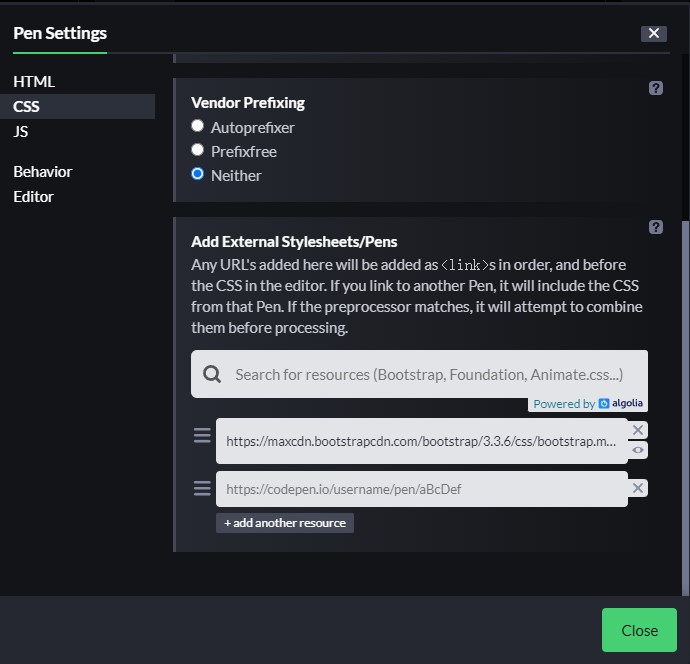 Pen Settings
HTML
CSS
JS
Behavior
Editor
Vendor Prefixing
?
Autoprefixer
Prefixfree
Neither
?
Add External Stylesheets/Pens
Any URL's added here will be added as <link>s in order, and before
the CSS in the editor. If you link to another Pen, it will include the CSS
from that Pen. If the preprocessor matches, it will attempt to combine
them before processing.
Search for resources (Bootstrap, Foundation, Animate.css...)
Powered by algolia
https://maxcdn.bootstrapcdn.com/bootstrap/3.3.6/css/bootstrap.m...
https://codepen.io/username/pen/aBcDef
+ add another resource
Close